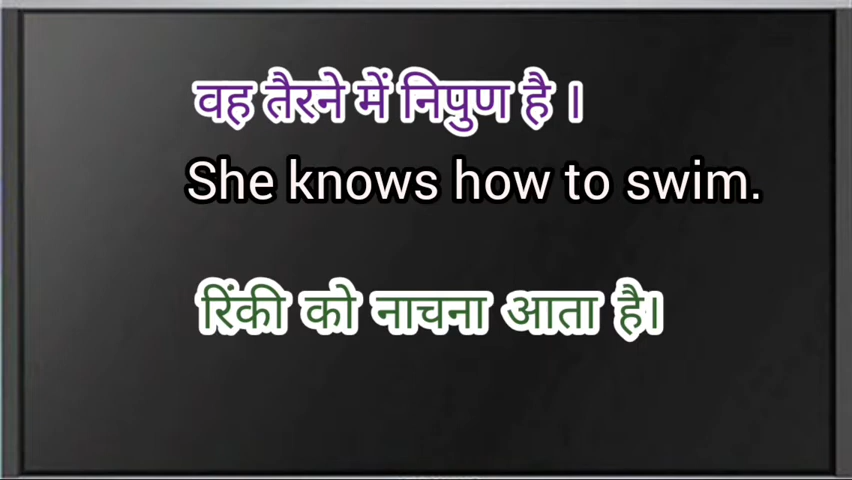 वह तैरने में निपुण है ।
She knows how to swim.
रिंकी को नाचना आता है।